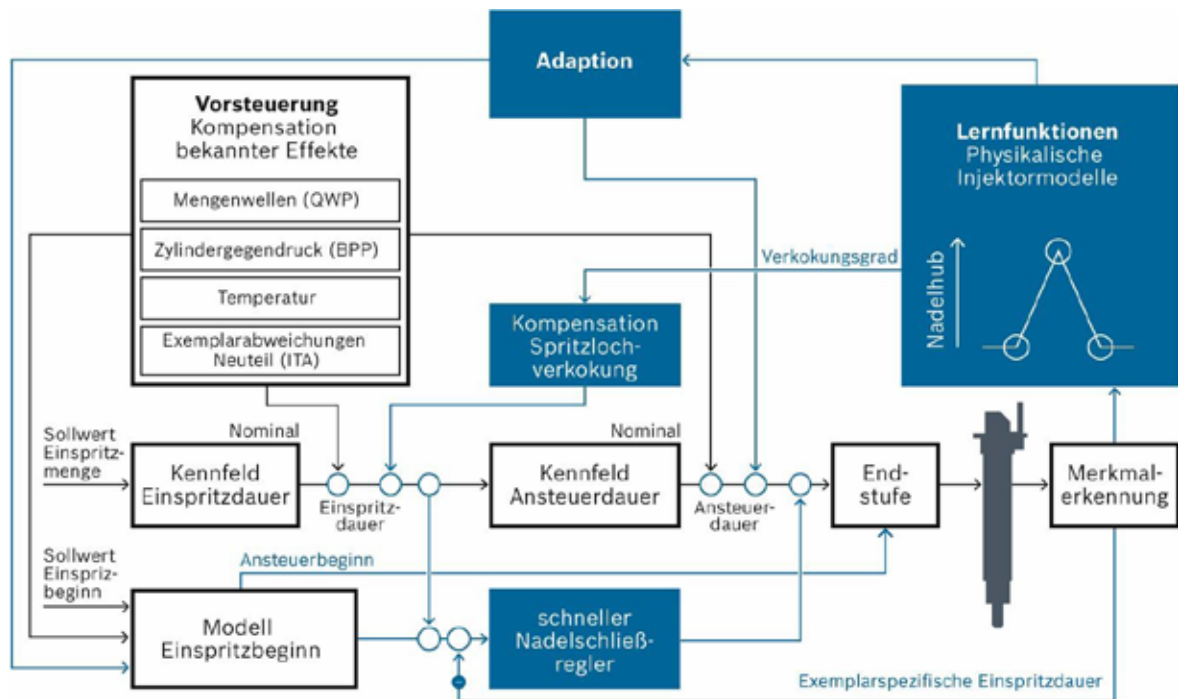 Adaption
Vorsteuerung
Kompensation
bekannter Effekte
Mengenwellen (QWP)
Zylindergegendruck (BPP)
Temperatur
Exemplarabweichungen
Neuteil (ITA)
Lernfunktionen
Physikalische
Injektormodelle
Nadelhub
Verkokungsgrad
Kompensation
Spritzloch-
verkokung
Sollwert
Einspritz-
menge
Nominal
Kennfeld
Einspritzdauer
Einspritz-
dauer
Nominal
Kennfeld
Ansteuerdauer
Ansteuer-
dauer
End-
stufe
Merkmal-
erkennung
Sollwert
Einspriz-
beginn
Ansteuerbeginn
Modell
Einspritzbeginn
schneller
Nadelschließ-
regler
Exemplarspezifische Einspritzdauer